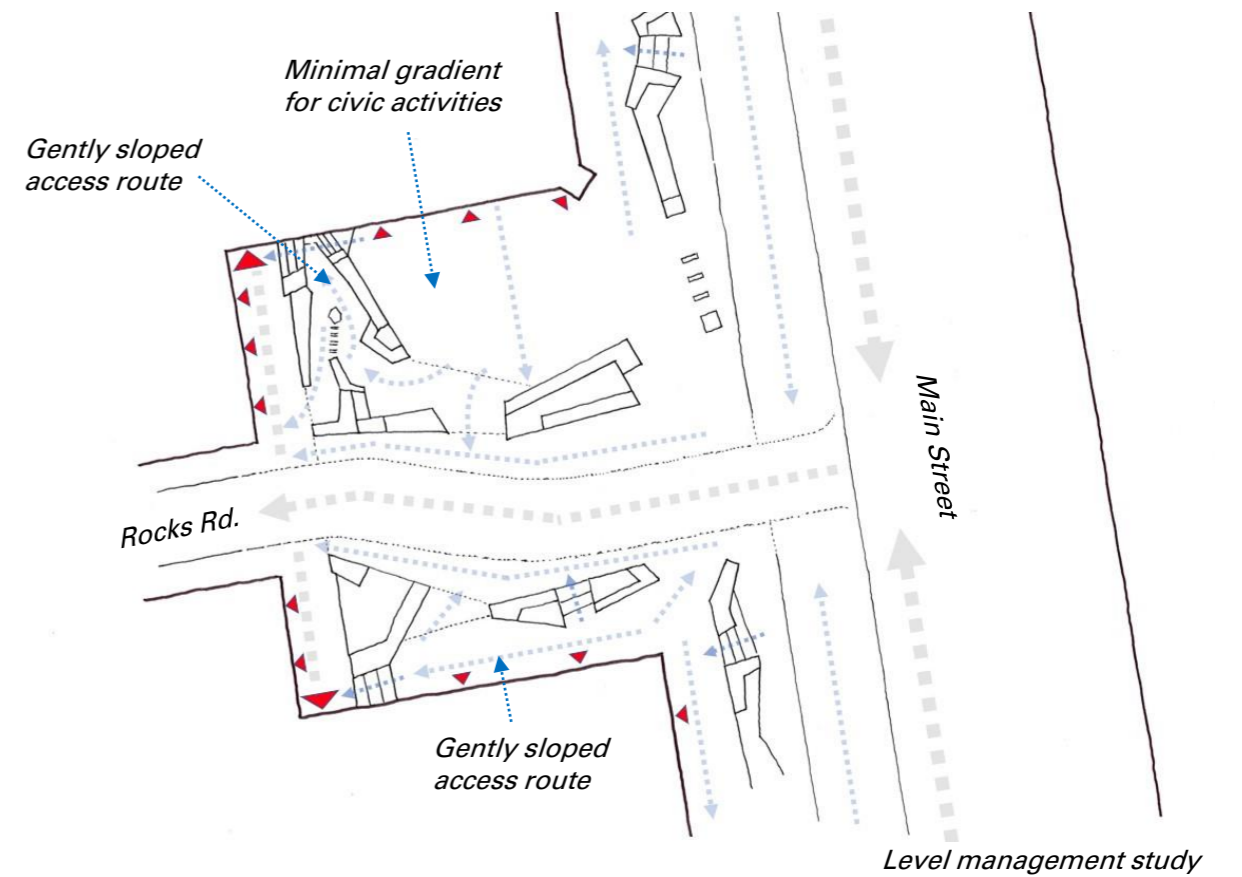 Minimal gradient
for civic activities
Gently sloped
access route
Main Street
Rocks Rd.
Gently sloped
access route
Level management study